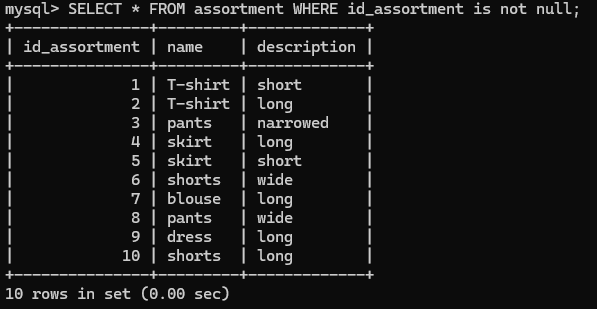 mysql> SELECT * FROM assortment WHERE id_assortment is not null;
+---------------+---------+-------------+
| id_assortment | name    | description |
+---------------+---------+-------------+
|             1 | T-shirt | short       |
|             2 | T-shirt | long        |
|             3 | pants   | narrowed    |
|             4 | skirt   | long        |
|             5 | skirt   | short       |
|             6 | shorts  | wide        |
|             7 | blouse  | long        |
|             8 | pants   | wide        |
|             9 | dress   | long        |
|            10 | shorts  | long        |
+---------------+---------+-------------+
10 rows in set (0.00 sec)